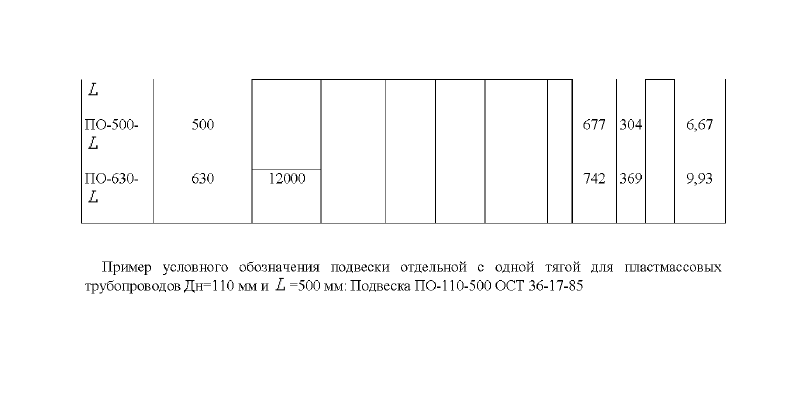 L
ПО-500- 500 677 304 6,67
L
ПО-630- 630 12000 742 369 9,93
L
Пример условного обозначения подвески отдельной с одной тягой для пластмассовых
трубопроводов Дн=110 мм и L =500 мм: Подвеска ПО-110-500 ОСТ 36-17-85